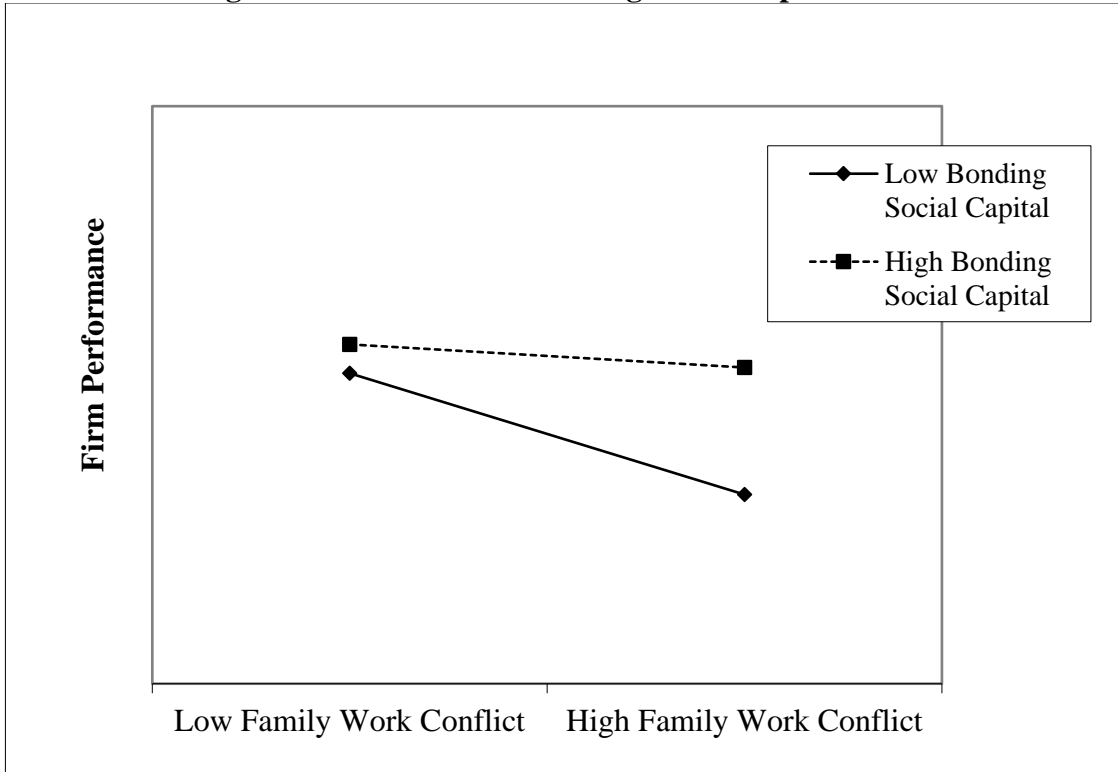 Firm Performance
Low Bonding
Social Capital
High Bonding
Social Capital
Low Family Work Conflict
High Family Work Conflict